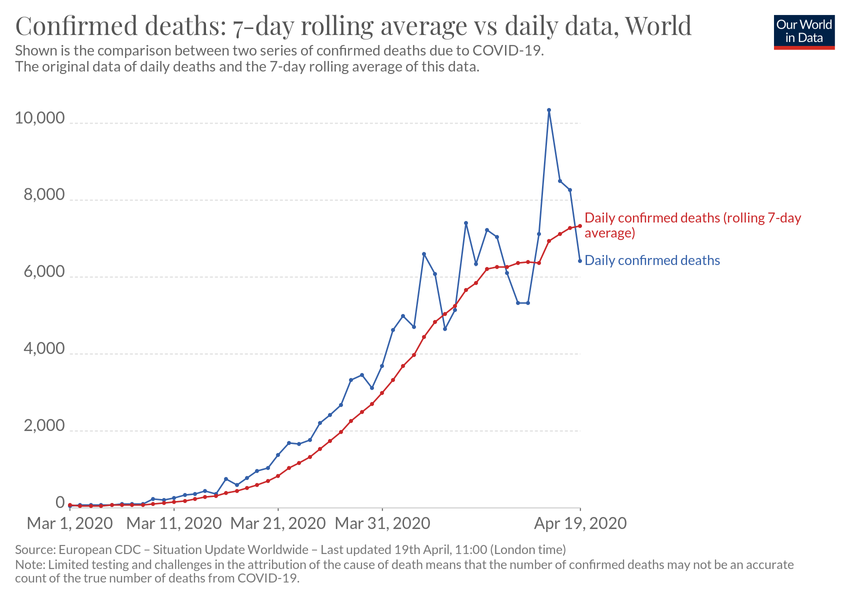 Confirmed deaths: 7-day rolling average vs daily data, World
Our World
in Data
Shown is the comparison between two series of confirmed deaths due to COVID-19.
The original data of daily deaths and the 7-day rolling average of this data.
10,000
8,000
6,000
4,000
2,000
0
Daily confirmed deaths (rolling 7-day
average)
Daily confirmed deaths
Mar 1, 2020 Mar 11, 2020 Mar 21, 2020 Mar 31, 2020 Apr 19, 2020
Source: European CDC – Situation Update Worldwide – Last updated 19th April, 11:00 (London time)
Note: Limited testing and challenges in the attribution of the cause of death means that the number of confirmed deaths may not be an accurate
count of the true number of deaths from COVID-19.